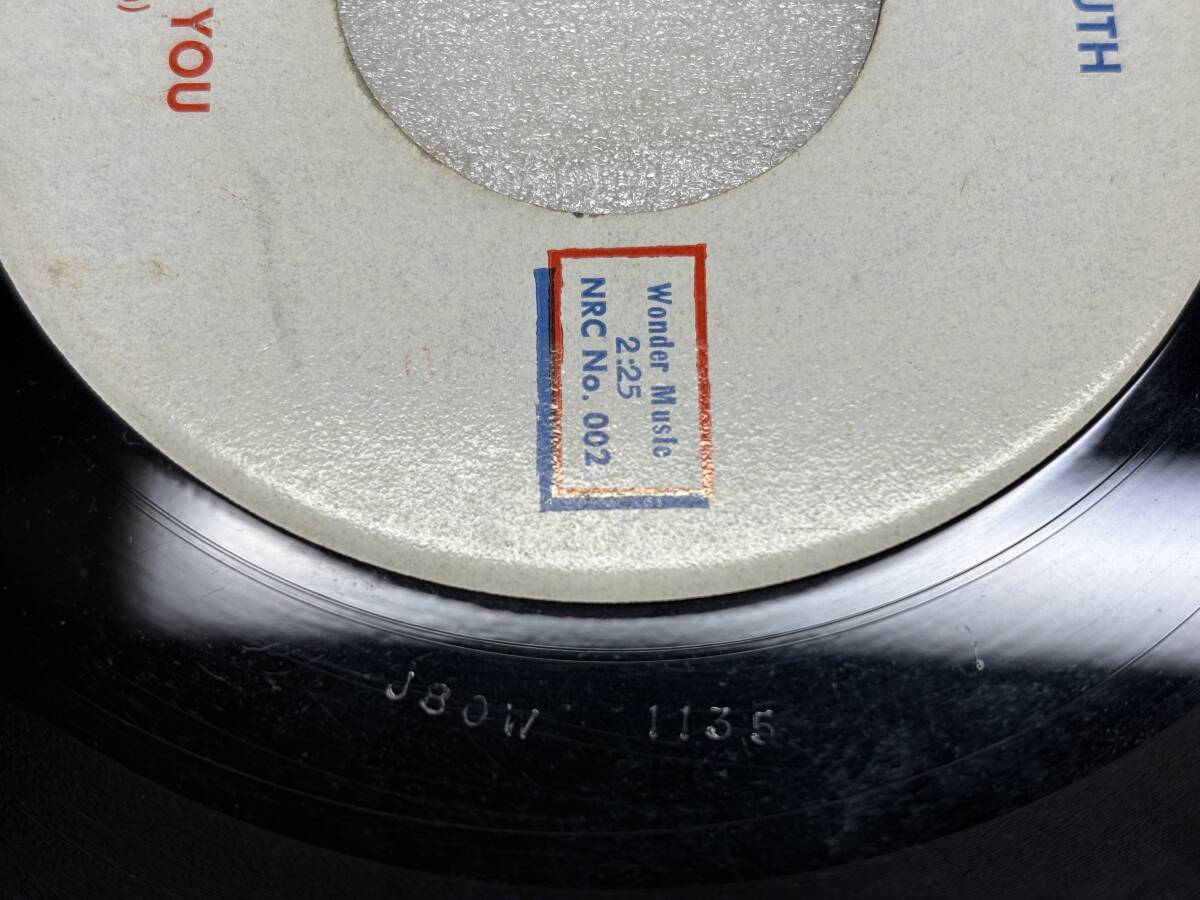 UTH
Wonder Music
2:25
NRC No. 002
)
YOU
J80W 1135